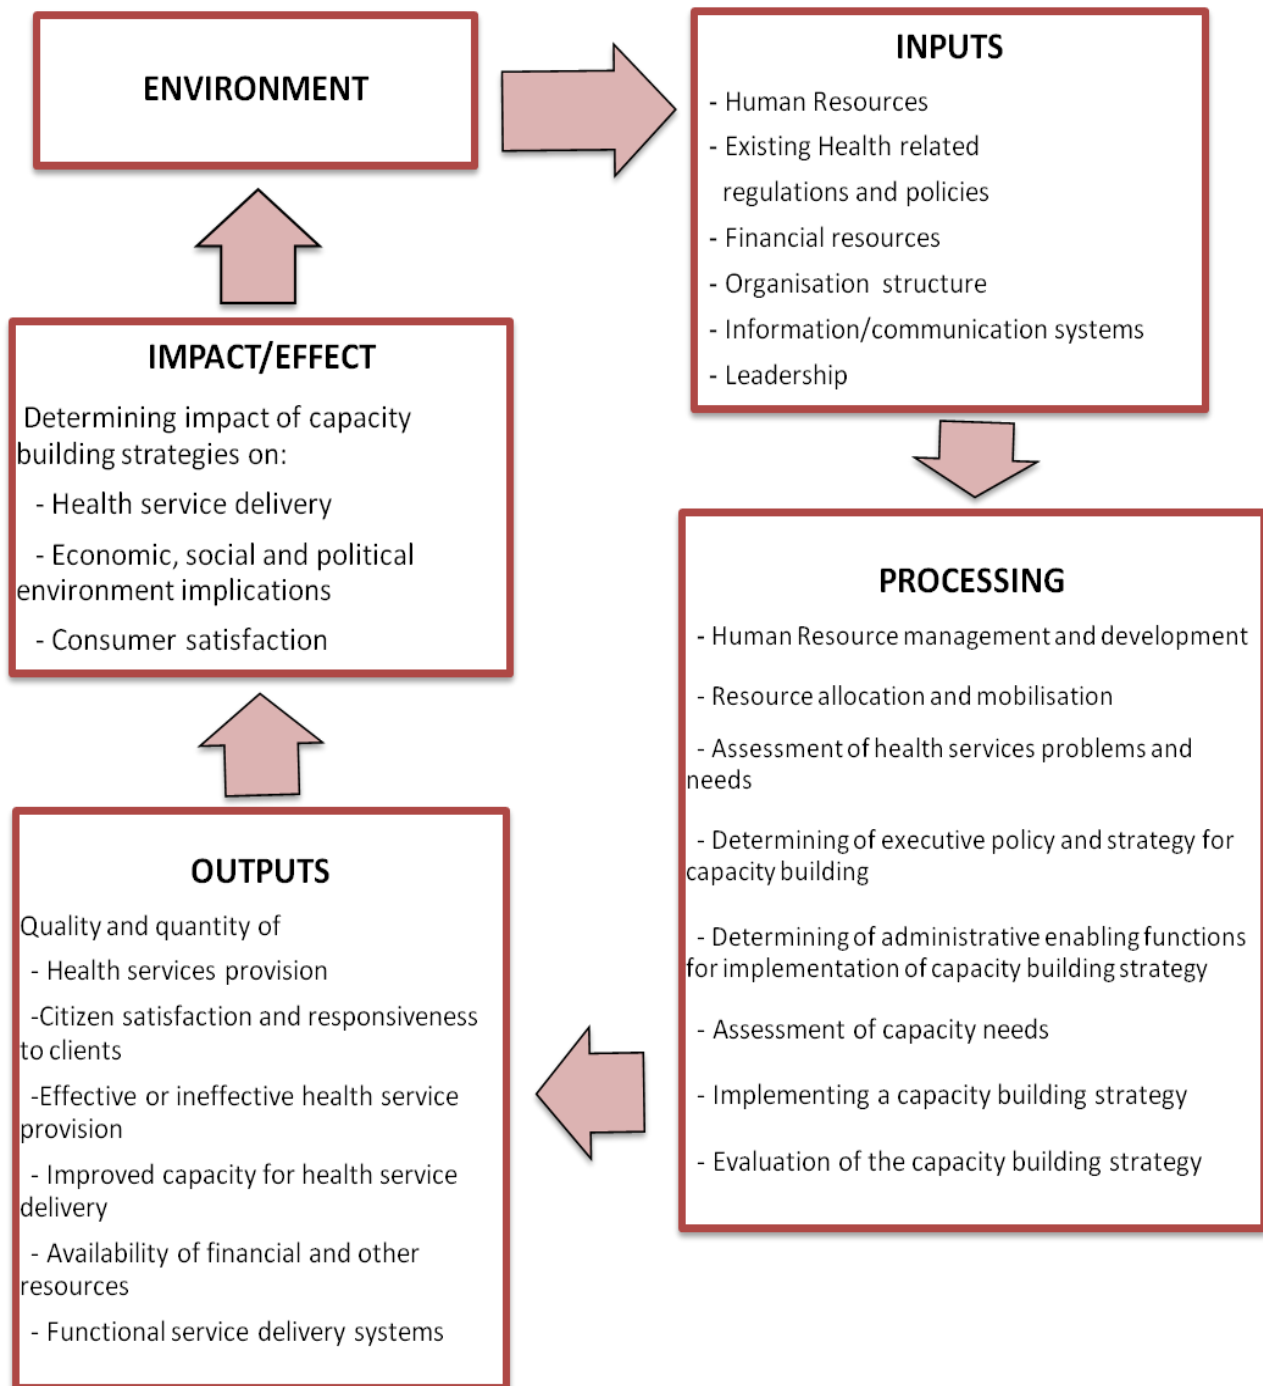 ENVIRONMENT
INPUTS
- Human Resources
- Existing Health related
regulations and policies
- Financial resources
- Organisation structure
- Information/communication systems
- Leadership
PROCESSING
- Human Resource management and development
- Resource allocation and mobilisation
- Assessment of health services problems and
needs
- Determining of executive policy and strategy for
capacity building
- Determining of administrative enabling functions
for implementation of capacity building strategy
- Assessment of capacity needs
- Implementing a capacity building strategy
- Evaluation of the capacity building strategy
OUTPUTS
Quality and quantity of
- Health services provision
-Citizen satisfaction and responsiveness
to clients
-Effective or ineffective health service
provision
- Improved capacity for health service
delivery
- Availability of financial and other
resources
- Functional service delivery systems
IMPACT/EFFECT
Determining impact of capacity
building strategies on:
- Health service delivery
- Economic, social and political
environment implications
- Consumer satisfaction